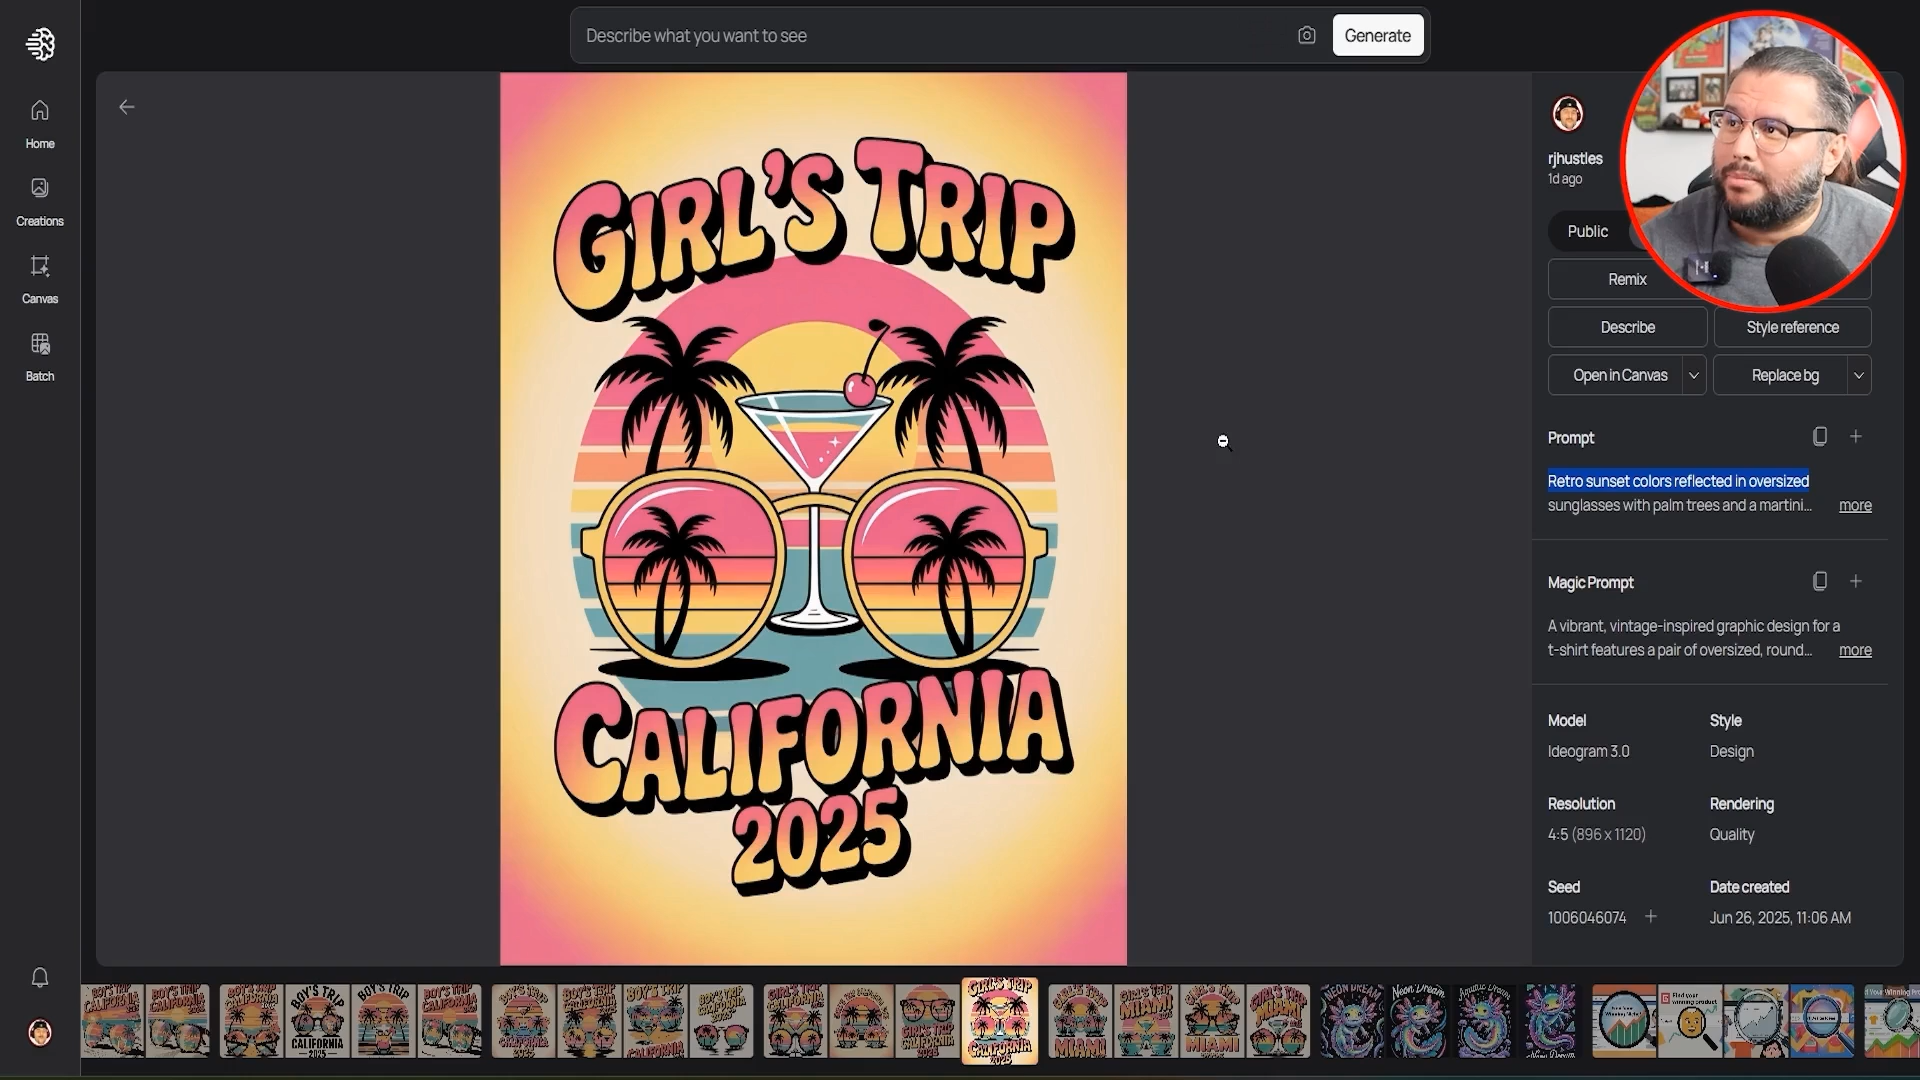 Describe what you want to see
Generate
Home
Creations
Canvas
Batch
GIRL'S TRIP
CALIFORNIA
2025
rjhustles
1d ago
Public
Remix
Describe
Style reference
Open in Canvas
Replace bg
Prompt
Retro sunset colors reflected in oversized
sunglasses with palm trees and a martini...
more
Magic Prompt
A vibrant, vintage-inspired graphic design for a
t-shirt features a pair of oversized, round...
more
Model
Style
Ideogram 3.0
Design
Resolution
Rendering
4:5 (896 x 1120)
Quality
Seed
Date created
1006046074
Jun 26, 2025, 11:06 AM